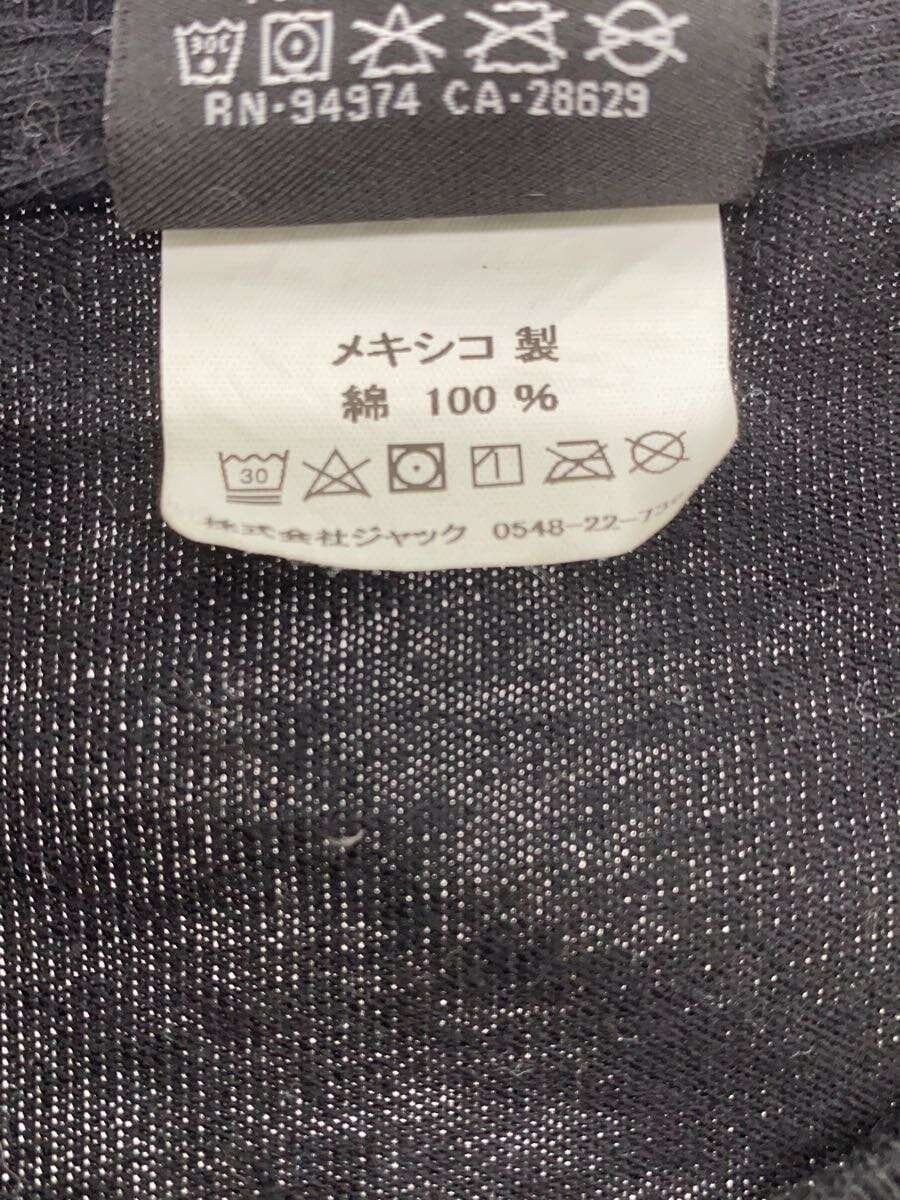 30C
RN-94974 CA-28629
メキシコ 製
綿 100 %
30
株式会社ジャック 0548-22-